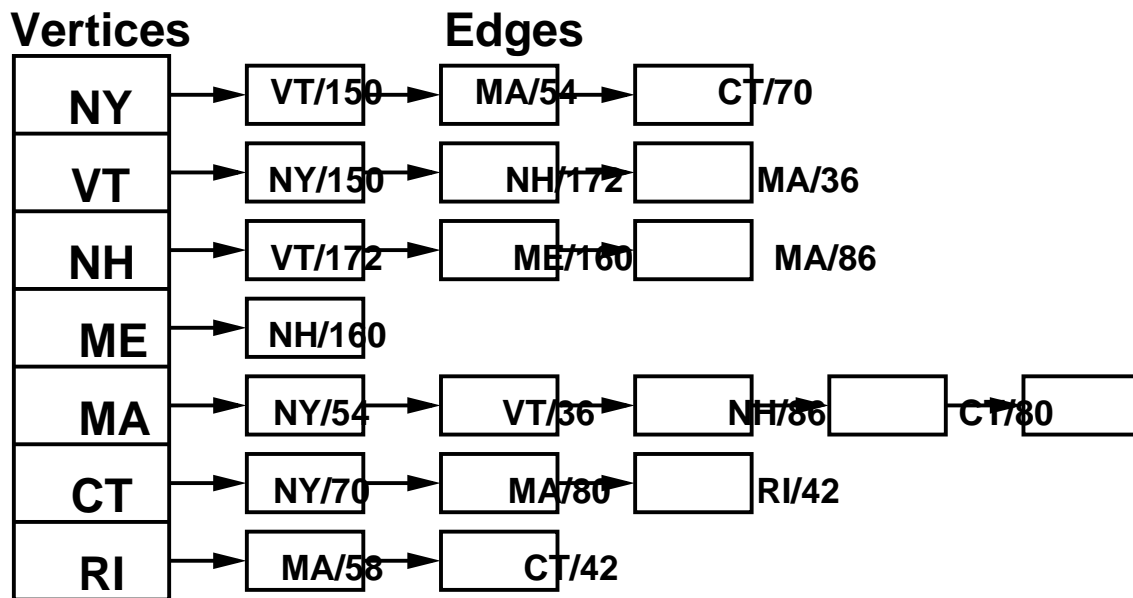 Vertices Edges
NY VT/150 MA/54 CT/70
VT NY/150 NH/172 MA/36
NH VT/172 ME/160 MA/86
ME NH/160
MA NY/54 VT/36 NH/86 CT/80
CT NY/70 MA/80 RI/42
RI MA/58 CT/42